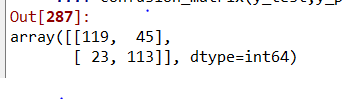 Out[287]:
array([[119,  45],
       [ 23, 113]], dtype=int64)